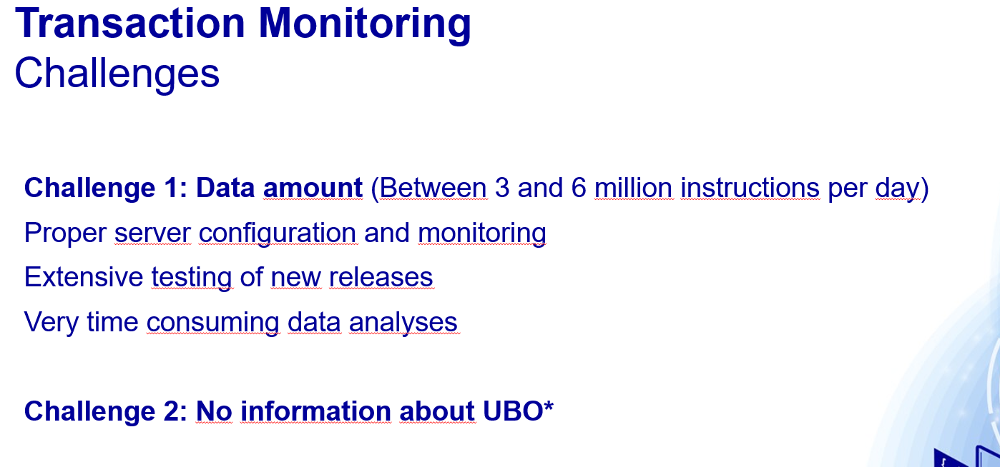 Transaction Monitoring
Challenges
Challenge 1: Data amount (Between 3 and 6 million instructions per day)
Proper server configuration and monitoring
Extensive testing of new releases
Very time consuming data analyses
Challenge 2: No information about UBO*